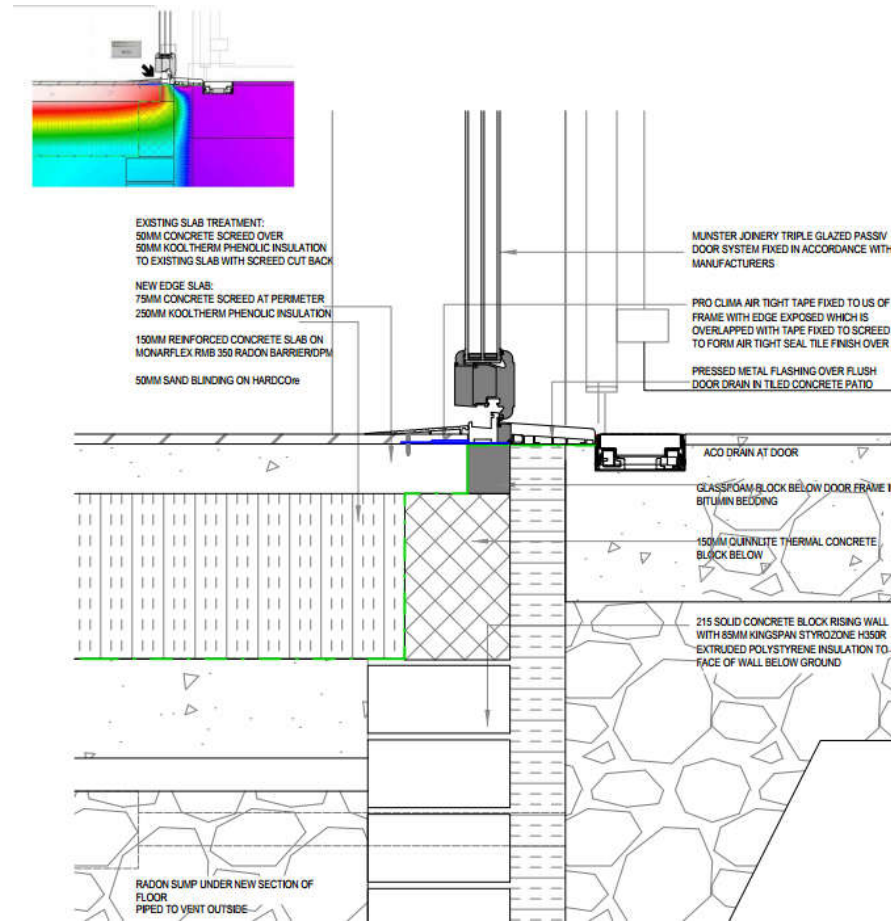 EXISTING SLAB TREATMENT:
50MM CONCRETE SCREED OVER
50MM KOOLTHERM PHENOLIC INSULATION
TO EXISTING SLAB WITH SCREED CUT BACK
NEW EDGE SLAB:
75MM CONCRETE SCREED AT PERIMETER
250MM KOOLTHERM PHENOLIC INSULATION
150MM REINFORCED CONCRETE SLAB ON
MONARFLEX RMB 350 RADON BARRIER/DPM
50MM SAND BLINDING ON HARDCOre
MUNSTER JOINERY TRIPLE GLAZED PASSIV
DOOR SYSTEM FIXED IN ACCORDANCE WITH
MANUFACTURERS
PRO CLIMA AIR TIGHT TAPE FIXED TO US OF
FRAME WITH EDGE EXPOSED WHICH IS
OVERLAPPED WITH TAPE FIXED TO SCREED
TO FORM AIR TIGHT SEAL TILE FINISH OVER
PRESSED METAL FLASHING OVER FLUSH
DOOR DRAIN IN TILED CONCRETE PATIO
ACO DRAIN AT DOOR
GLASSFOAM BLOCK BELOW DOOR FRAME
BITUMIN BEDDING
150MM QUINNLITE THERMAL CONCRETE
BLOCK BELOW
215 SOLID CONCRETE BLOCK RISING WALL
WITH 85MM KINGSPAN STYROZONE H350R
EXTRUDED POLYSTYRENE INSULATION TO
FACE OF WALL BELOW GROUND
RADON SUMP UNDER NEW SECTION OF
FLOOR
PIPED TO VENT OUTSIDE